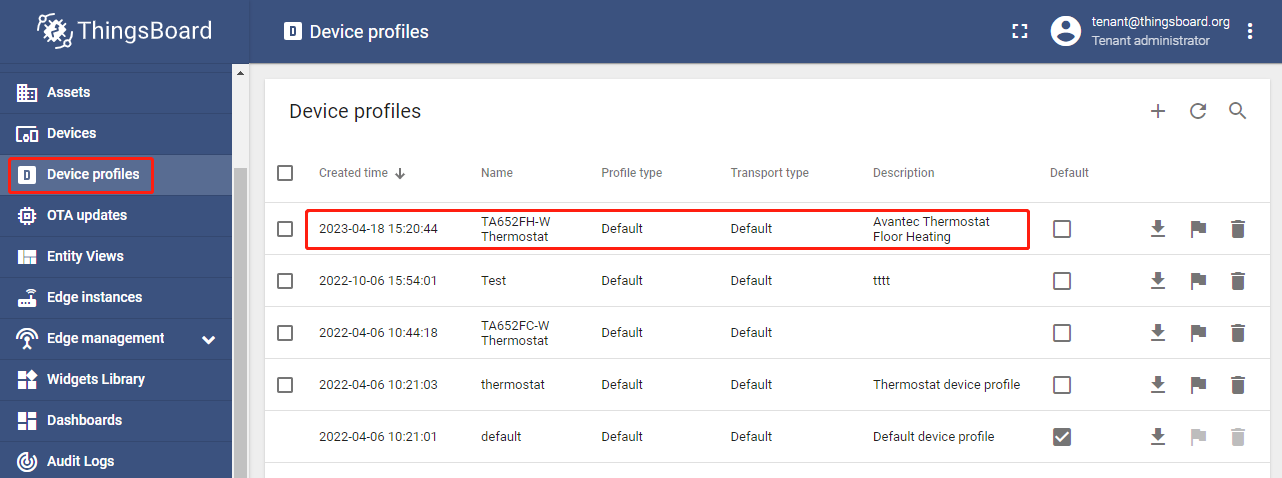 ThingsBoard
D Device profiles
tenant@thingsboard.org
Tenant administrator
Assets
Devices
D Device profiles
OTA updates
Entity Views
Edge instances
Edge management
Widgets Library
Dashboards
Audit Logs
Device profiles
Created time Name Profile type Transport type Description Default
2023-04-18 15:20:44 TA652FH-W Thermostat Default Default Avantec Thermostat Floor Heating
2022-10-06 15:54:01 Test Default Default tttt
2022-04-06 10:44:18 TA652FC-W Thermostat Default Default
2022-04-06 10:21:03 thermostat Default Default Thermostat device profile
2022-04-06 10:21:01 default Default Default Default device profile